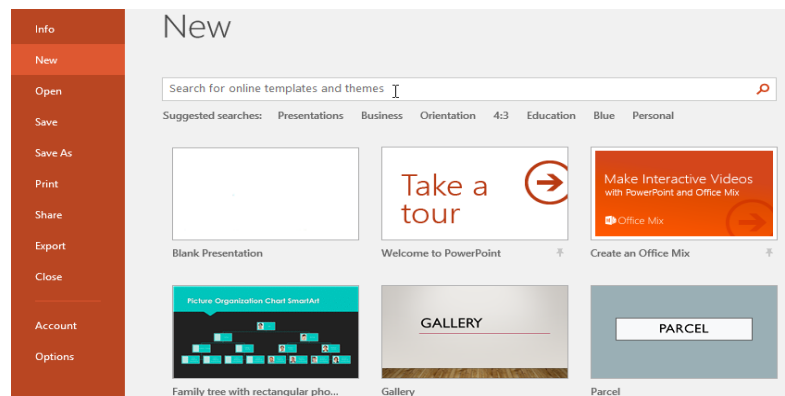 Info
New
Open
Save
Save As
Print
Share
Export
Close
Account
Options
New
Search for online templates and themes
Suggested searches: Presentations Business Orientation 4:3 Education Blue Personal
Take a
tour
Make Interactive Videos
with PowerPoint and Office Mix
Office Mix
Blank Presentation
Welcome to PowerPoint
Create an Office Mix
Picture Organization Chart SmartArt
GALLERY
PARCEL
Family tree with rectangular pho...
Gallery
Parcel